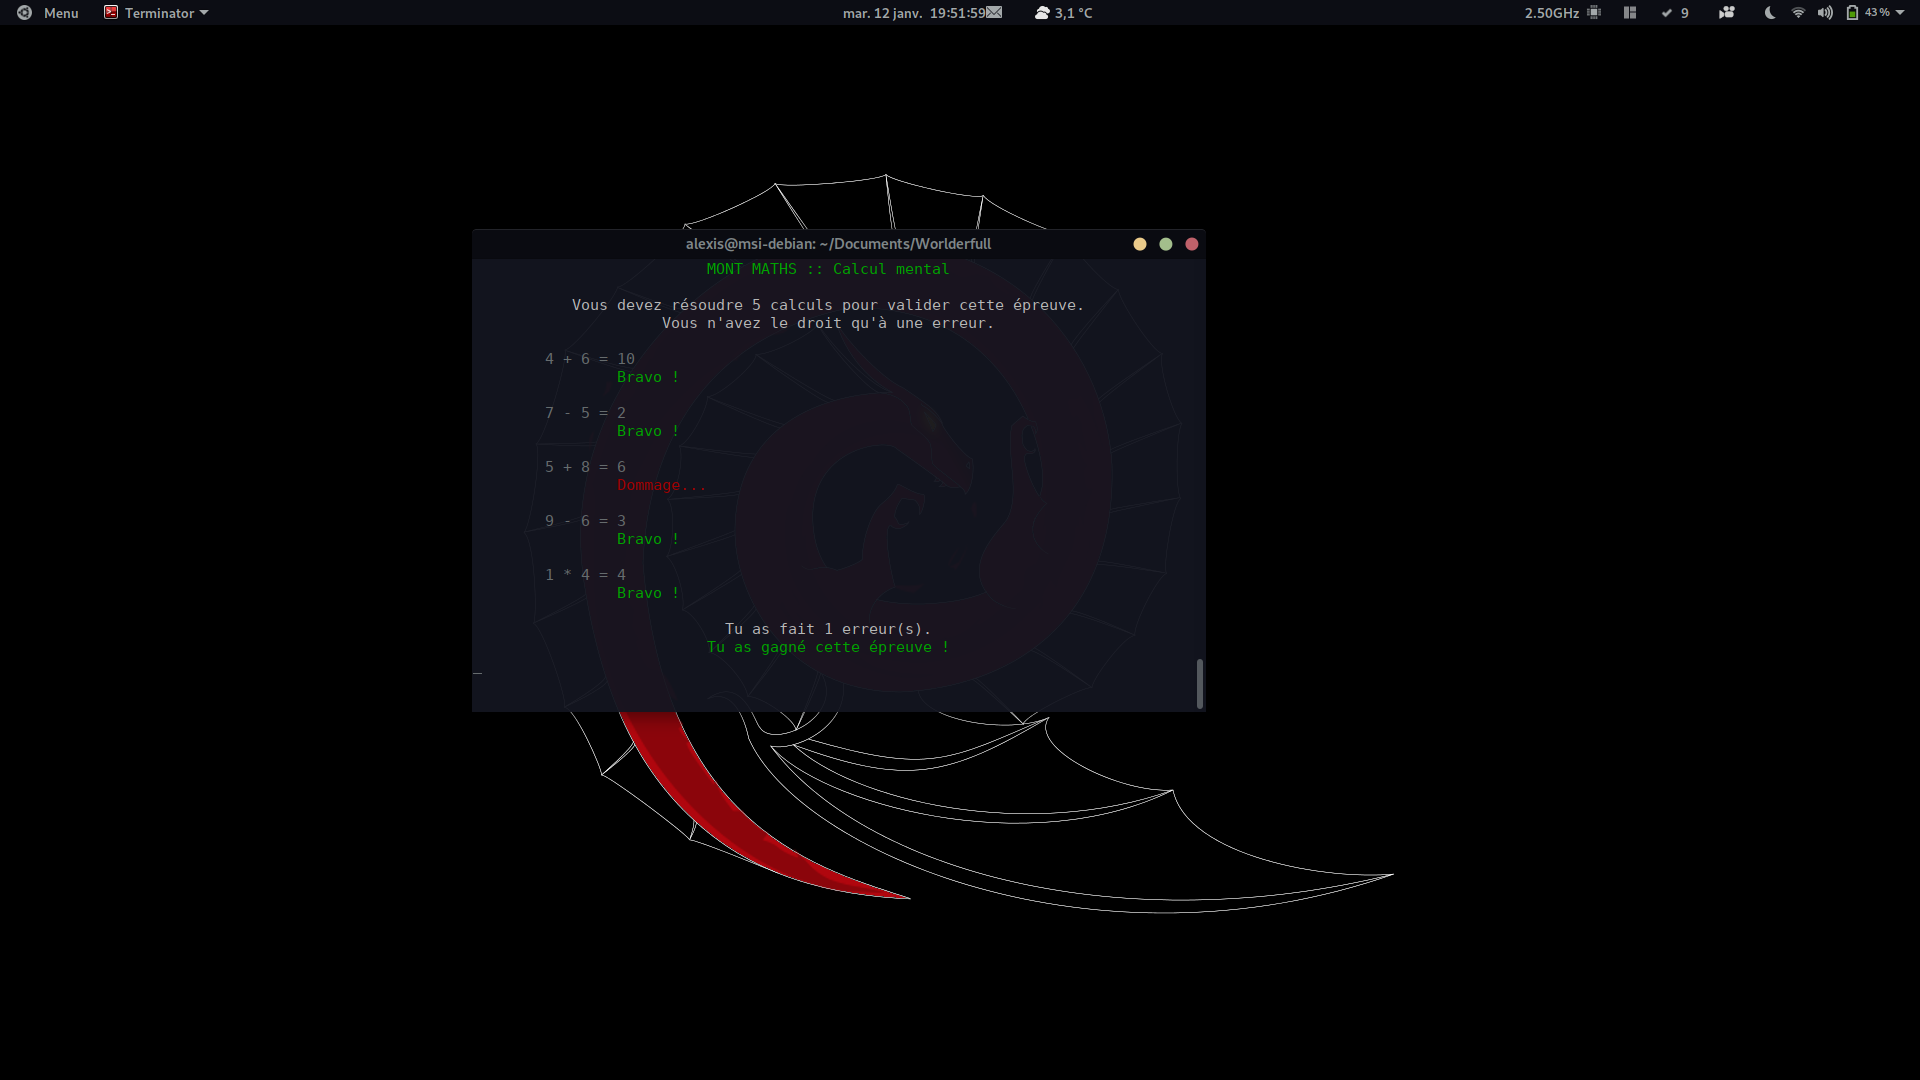 Menu Terminator mar. 12 janv. 19:51:59 3,1 °C 2.50GHz 9 43 %
alexis@msi-debian: ~/Documents/Worlderfull
MONT MATHS :: Calcul mental
Vous devez résoudre 5 calculs pour valider cette épreuve.
Vous n'avez le droit qu'à une erreur.
4 + 6 = 10
Bravo !
7 - 5 = 2
Bravo !
5 + 8 = 6
Dommage...
9 - 6 = 3
Bravo !
1 * 4 = 4
Bravo !
Tu as fait 1 erreur(s).
Tu as gagné cette épreuve !